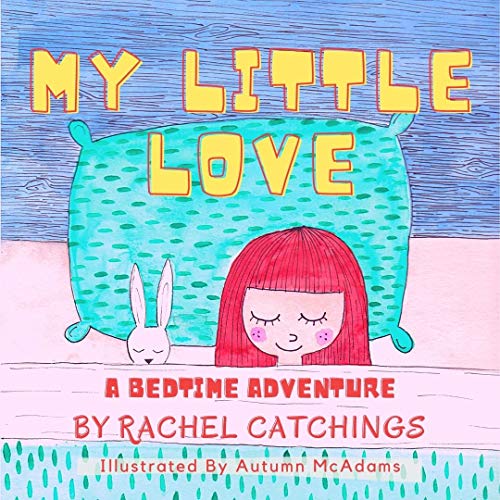 MY LITTLE
LOVE
A BEDTIME ADVENTURE
BY RACHEL CATCHINGS
Illustrated By Autumn McAdams